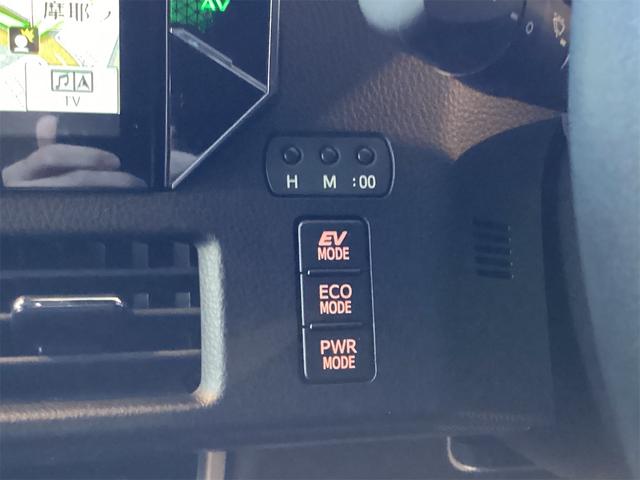 摩耶
AV
TV
H M :00
EV
MODE
ECO
MODE
PWR
MODE